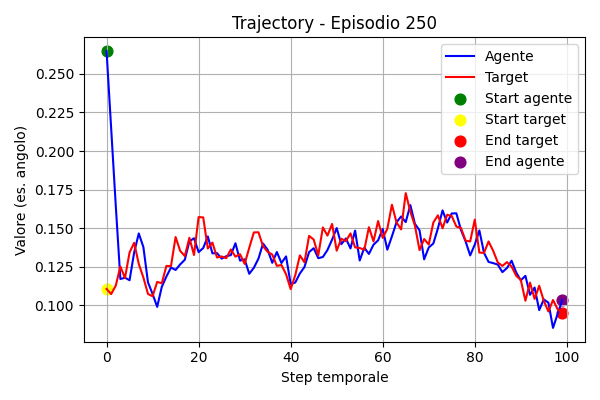 Trajectory - Episodio 250
Valore (es. angolo)
0.250
0.225
0.200
0.175
0.150
0.125
0.100
Agente
Target
Start agente
Start target
End target
End agente
0 20 40 60 80 100
Step temporale